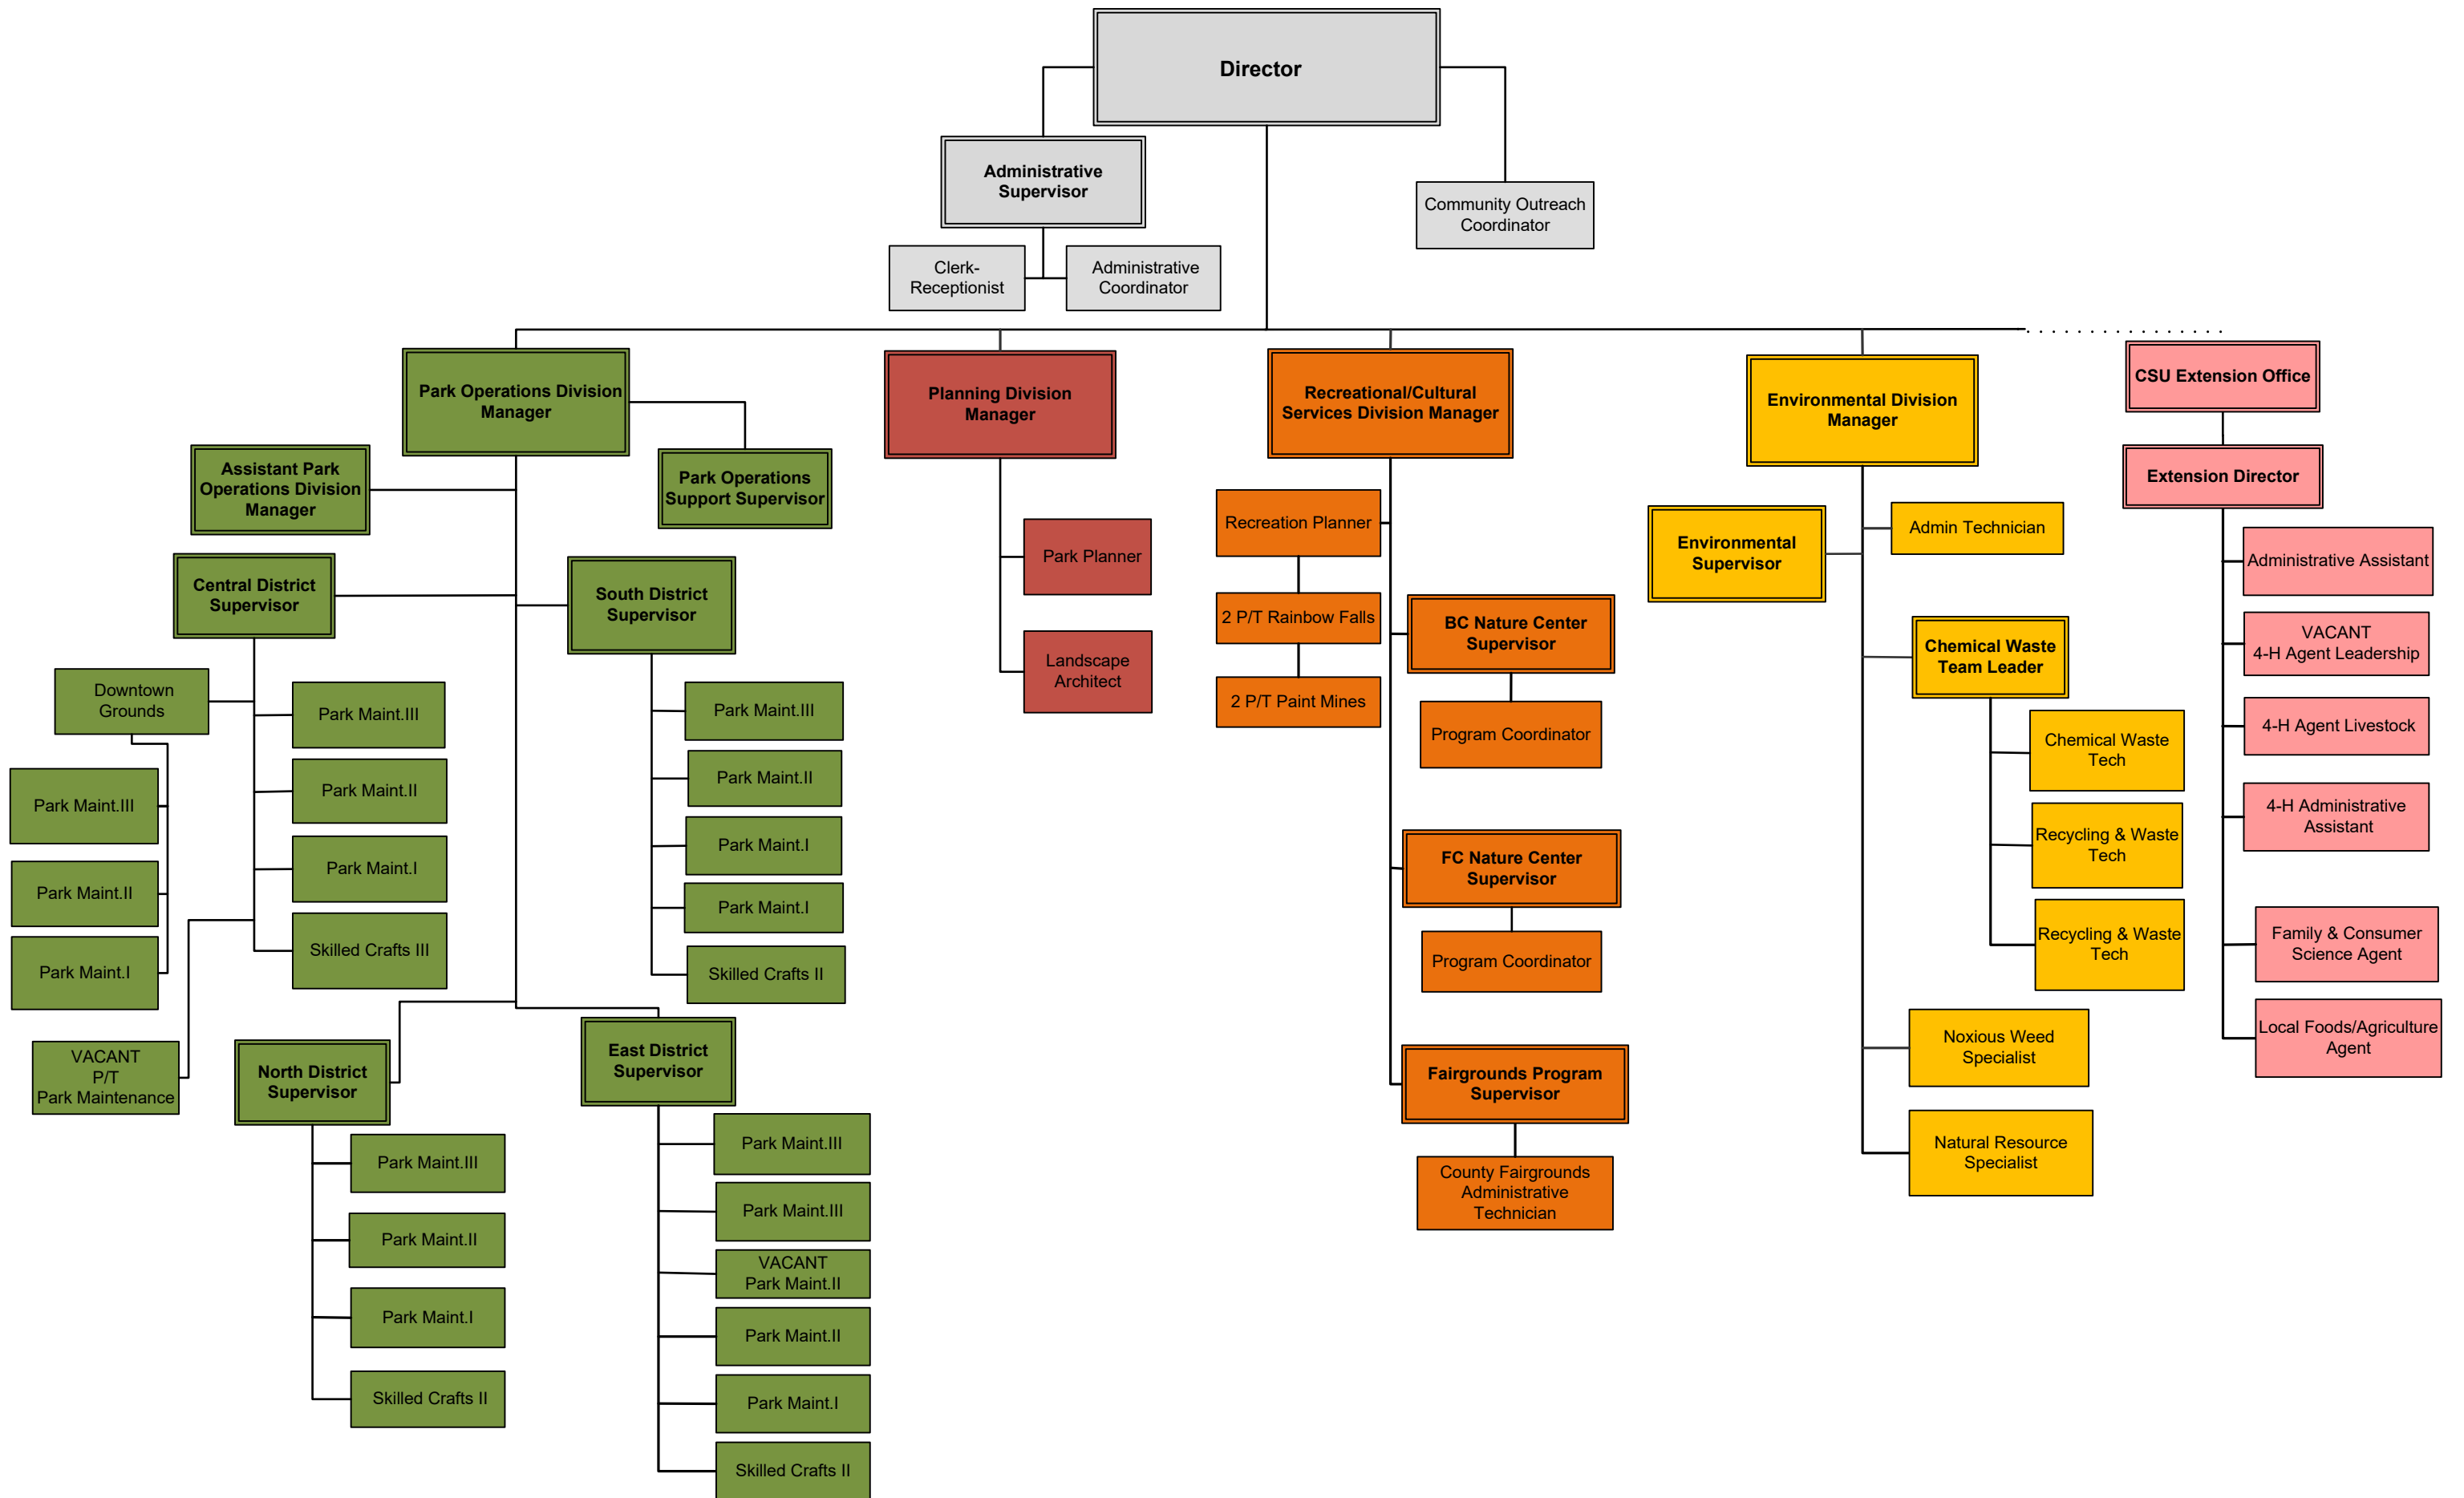 Director
Administrative
Supervisor
Community Outreach
Coordinator
Clerk-
Receptionist
Administrative
Coordinator
Park Operations Division
Manager
Assistant Park
Operations Division
Manager
Park Operations
Support Supervisor
Central District
Supervisor
South District
Supervisor
Downtown
Grounds
Park Maint.III
Park Maint.II
Park Maint.I
Park Maint.III
Park Maint.II
Park Maint.I
Skilled Crafts III
VACANT
P/T
Park Maintenance
Park Maint.III
Park Maint.II
Park Maint.I
Park Maint.I
Skilled Crafts II
North District
Supervisor
Park Maint.III
Park Maint.II
Park Maint.I
Skilled Crafts II
East District
Supervisor
Park Maint.III
Park Maint.III
VACANT
Park Maint.II
Park Maint.II
Park Maint.I
Skilled Crafts II
Planning Division
Manager
Park Planner
Landscape
Architect
Recreational/Cultural
Services Division Manager
Recreation Planner
2 P/T Rainbow Falls
2 P/T Paint Mines
BC Nature Center
Supervisor
Program Coordinator
FC Nature Center
Supervisor
Program Coordinator
Fairgrounds Program
Supervisor
County Fairgrounds
Administrative
Technician
Environmental Division
Manager
Environmental
Supervisor
Admin Technician
Chemical Waste
Team Leader
Chemical Waste
Tech
Recycling & Waste
Tech
Recycling & Waste
Tech
Noxious Weed
Specialist
Natural Resource
Specialist
CSU Extension Office
Extension Director
Administrative Assistant
VACANT
4-H Agent Leadership
4-H Agent Livestock
4-H Administrative
Assistant
Family & Consumer
Science Agent
Local Foods/Agriculture
Agent